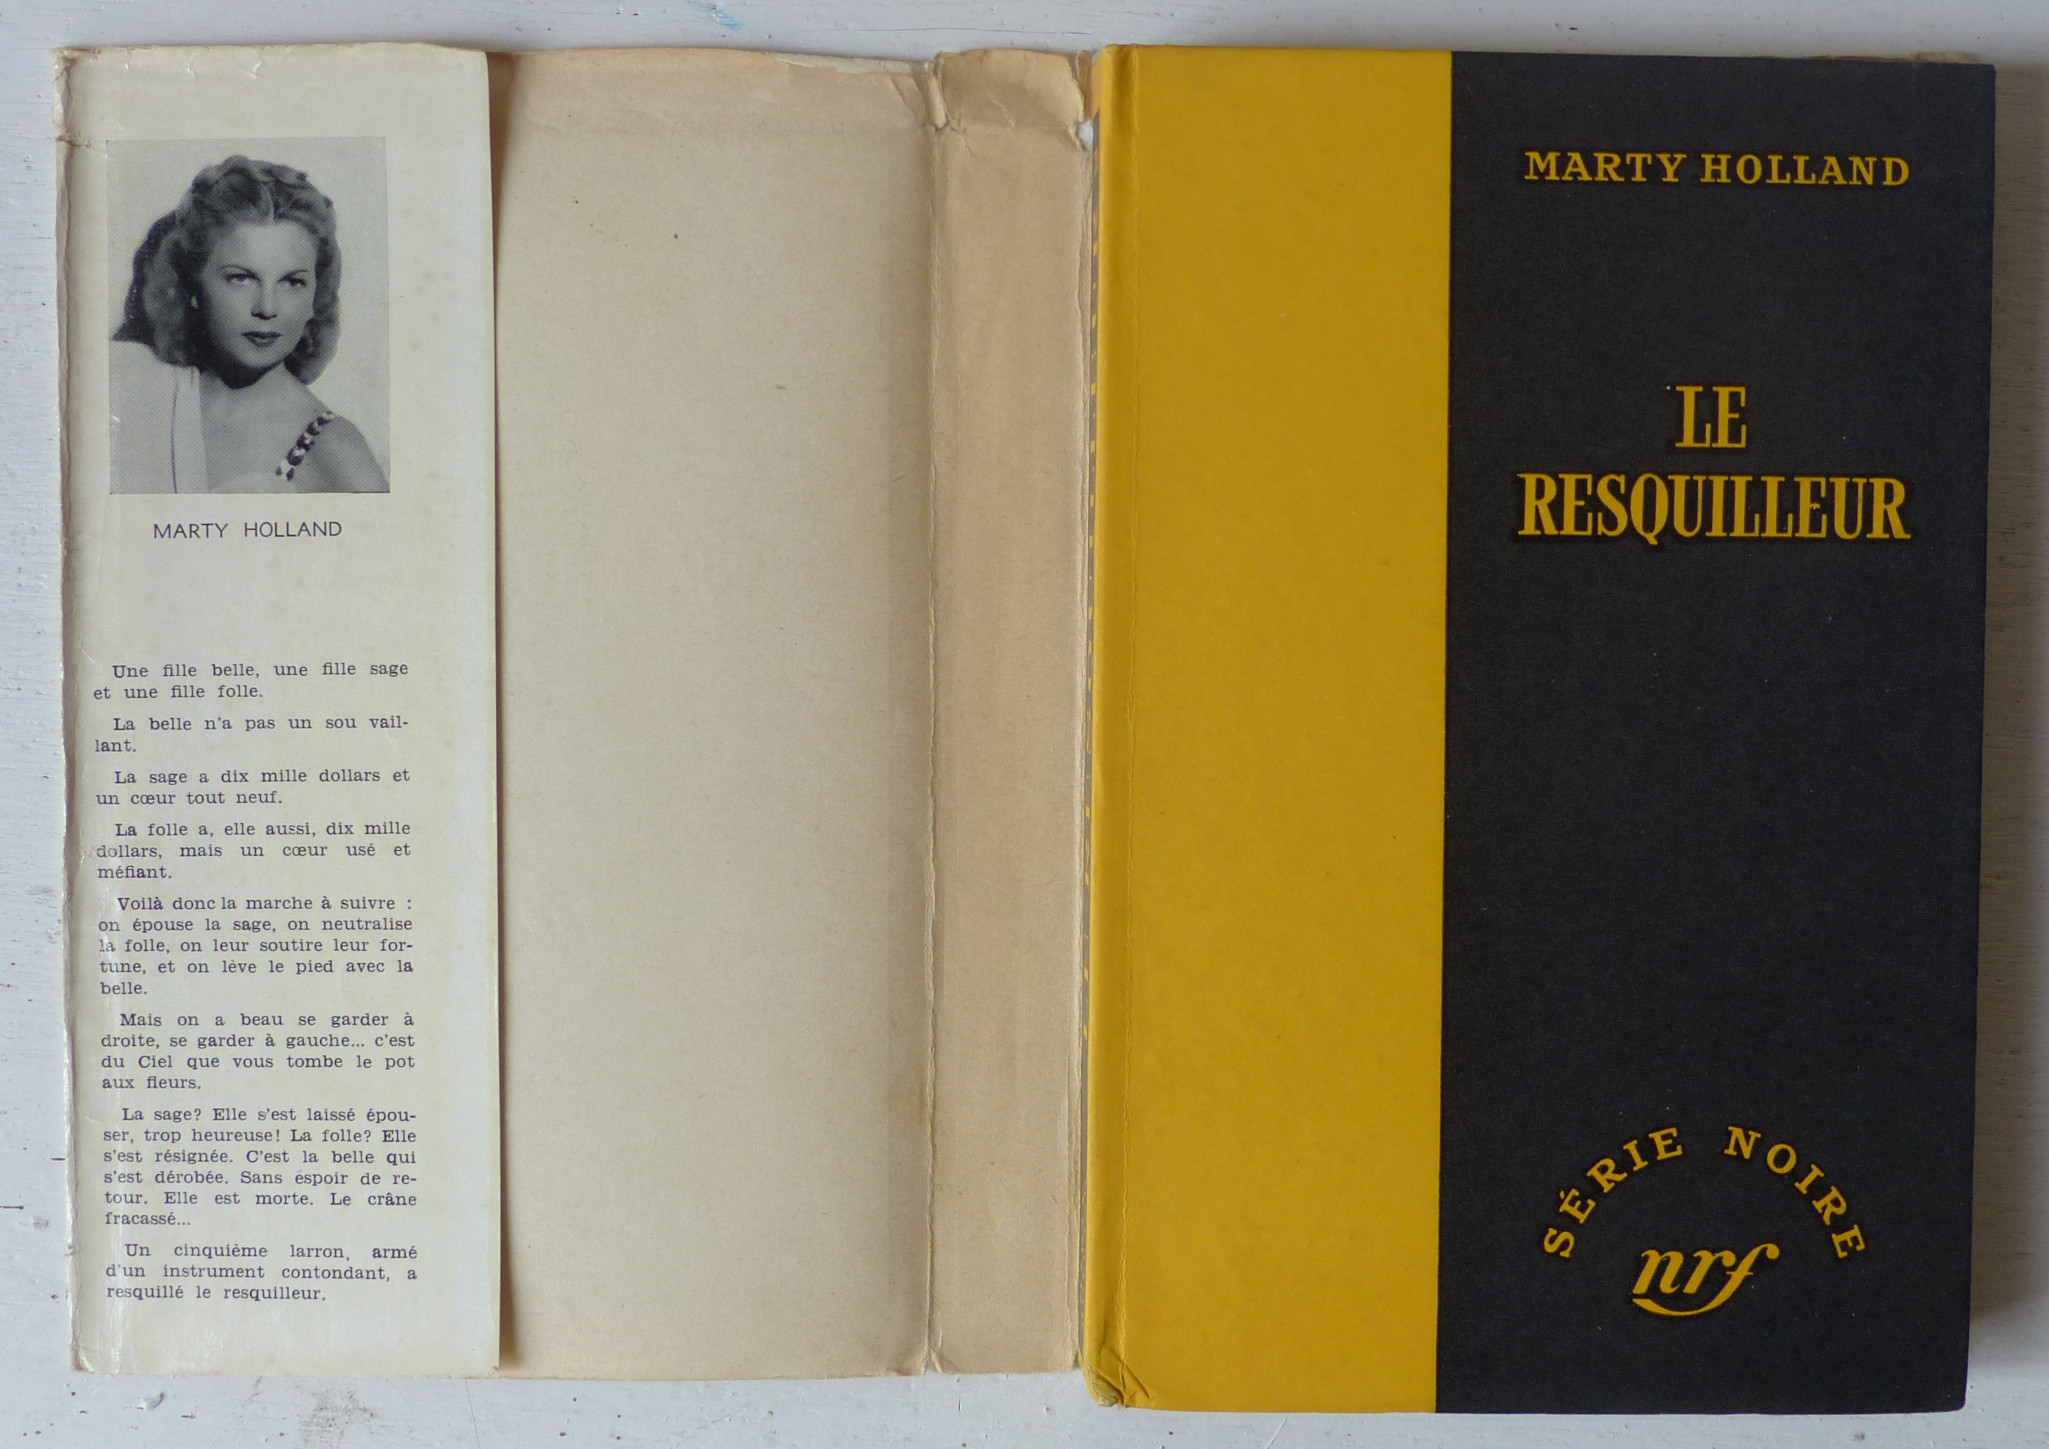 MARTY HOLLAND
Une fille belle, une fille sage
et une fille folle.
La belle n'a pas un sou vail-
lant.
La sage a dix mille dollars et
un cœur tout neuf.
La folle a, elle aussi, dix mille
dollars, mais un cœur usé et
méfiant.
Voilà donc la marche à suivre :
on épouse la sage, on neutralise
la folle, on leur soutire leur for-
tune, et on lève le pied avec la
belle.
Mais on a beau se garder à
droite, se garder à gauche... c'est
du Ciel que vous tombe le pot
aux fleurs.
La sage? Elle s'est laissé épou-
ser, trop heureuse! La folle? Elle
s'est résignée. C'est la belle qui
s'est dérobée. Sans espoir de re-
tour. Elle est morte. Le crâne
fracassé...
Un cinquième larron, armé
d'un instrument contondant, a
resquillé le resquilleur.
MARTY HOLLAND
LE
RESQUILLEUR
SÉRIE NOIRE
nrf